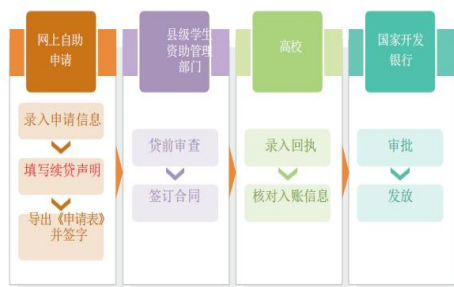 网上自助
申请
录入申请信息
填写续贷声明
导出《申请表》
并签字
县级学生
资助管理
部门
贷前审查
签订合同
高校
录入回执
核对入账信息
国家开发
银行
审批
发放